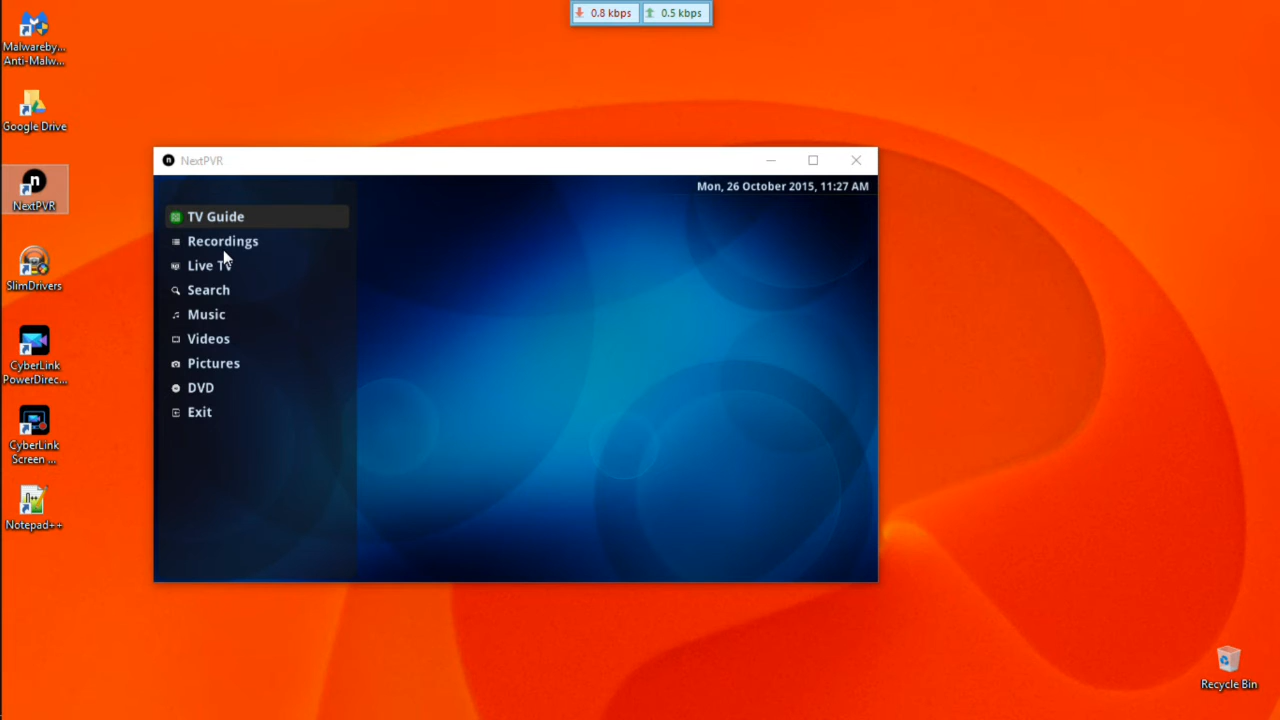 0.8 kbps 0.5 kbps
Malwareby...
Anti-Malw...
Google Drive
NextPVR
SlimDrivers
CyberLink
PowerDirec...
CyberLink
Screen ...
Notepad++
NextPVR
Mon, 26 October 2015, 11:27 AM
TV Guide
Recordings
Live TV
Search
Music
Videos
Pictures
DVD
Exit
Recycle Bin